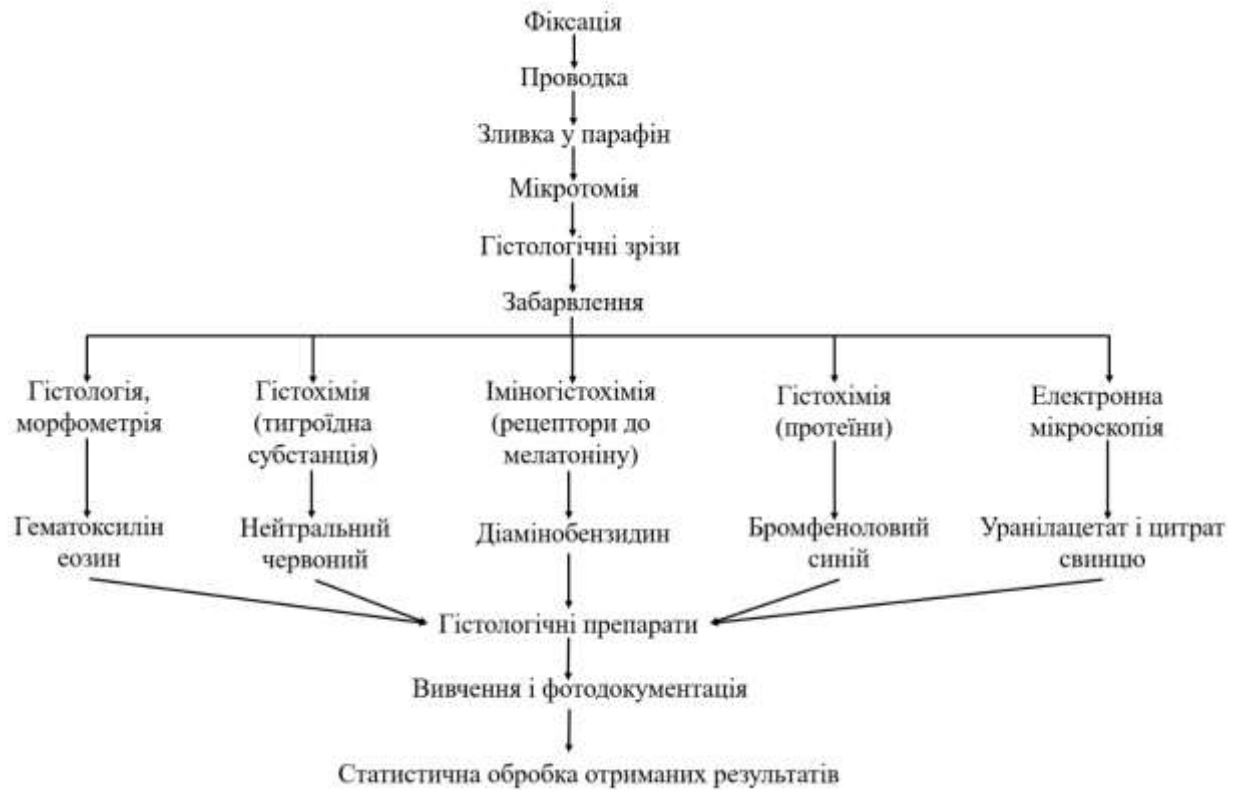 Фіксація
Проводка
Зливка у парафін
Мікротомія
Гістологічні зрізи
Забарвлення
Гістологія,
морфометрія
Гістохімія
(тигроїдна
субстанція)
Іміногістохімія
(рецептори до
мелатоніну)
Гістохімія
(протеїни)
Електронна
мікроскопія
Гематоксилін
еозин
Нейтральний
червоний
Діамінобензидин
Бромфеноловий
синій
Уранілацетат і цитрат
свинцю
Гістологічні препарати
Вивчення і фотодокументація
Статистична обробка отриманих результатів